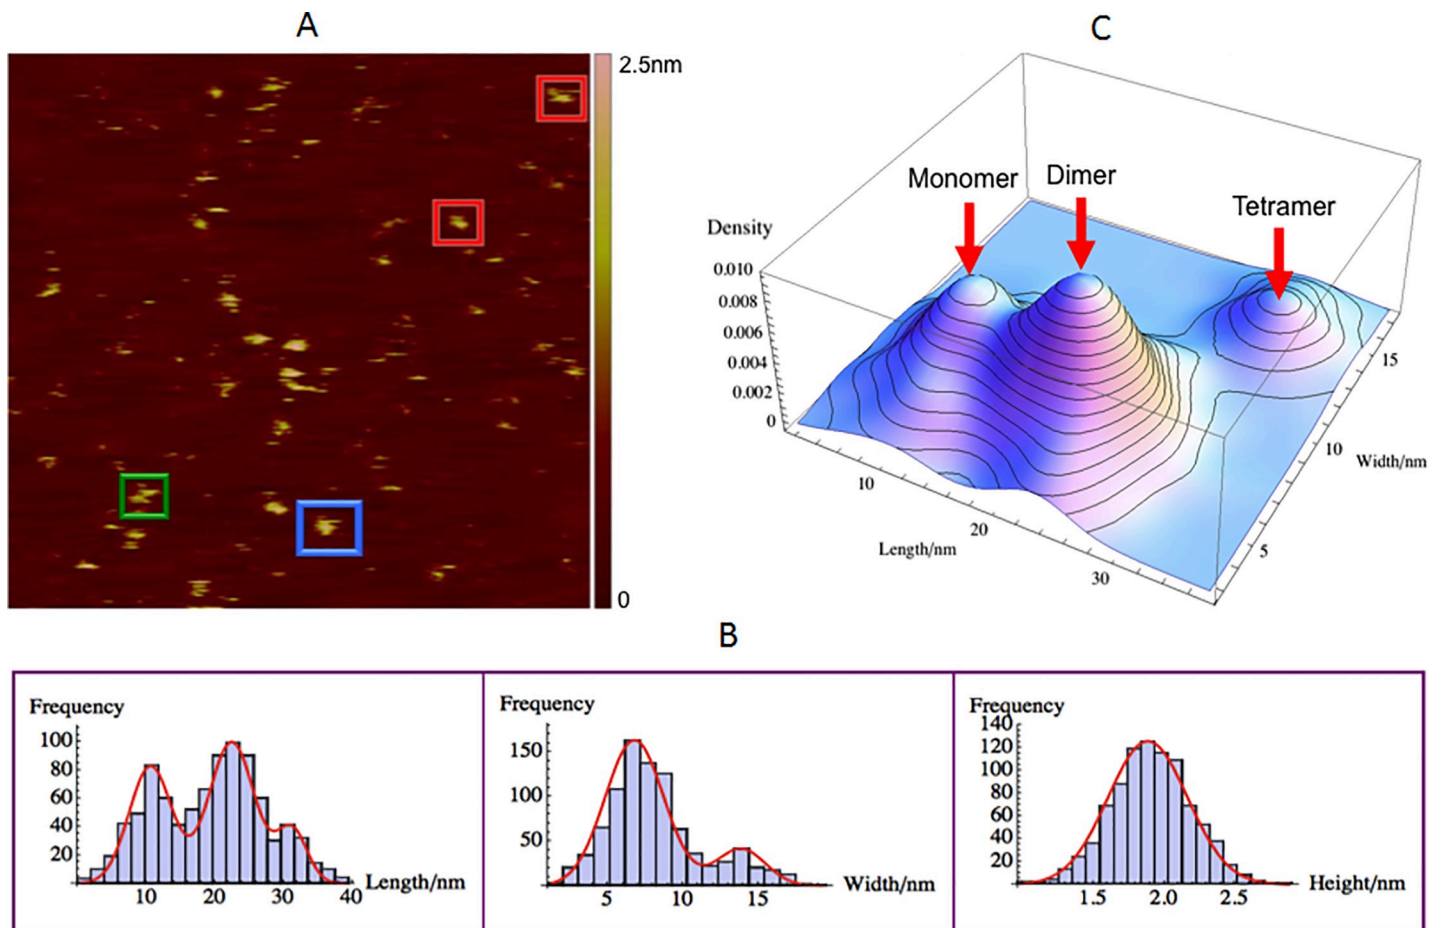 A
2.5nm
0
C
Monomer
Dimer
Tetramer
Density
0.010
0.008
0.006
0.004
0.002
0
10
20
30
Length/nm
15
10
5
Width/nm
B
Frequency
100
80
60
40
20
10 20 30 40
Length/nm
Frequency
150
100
50
5 10 15
Width/nm
Frequency
140
120
100
80
60
40
20
1.5 2.0 2.5
Height/nm